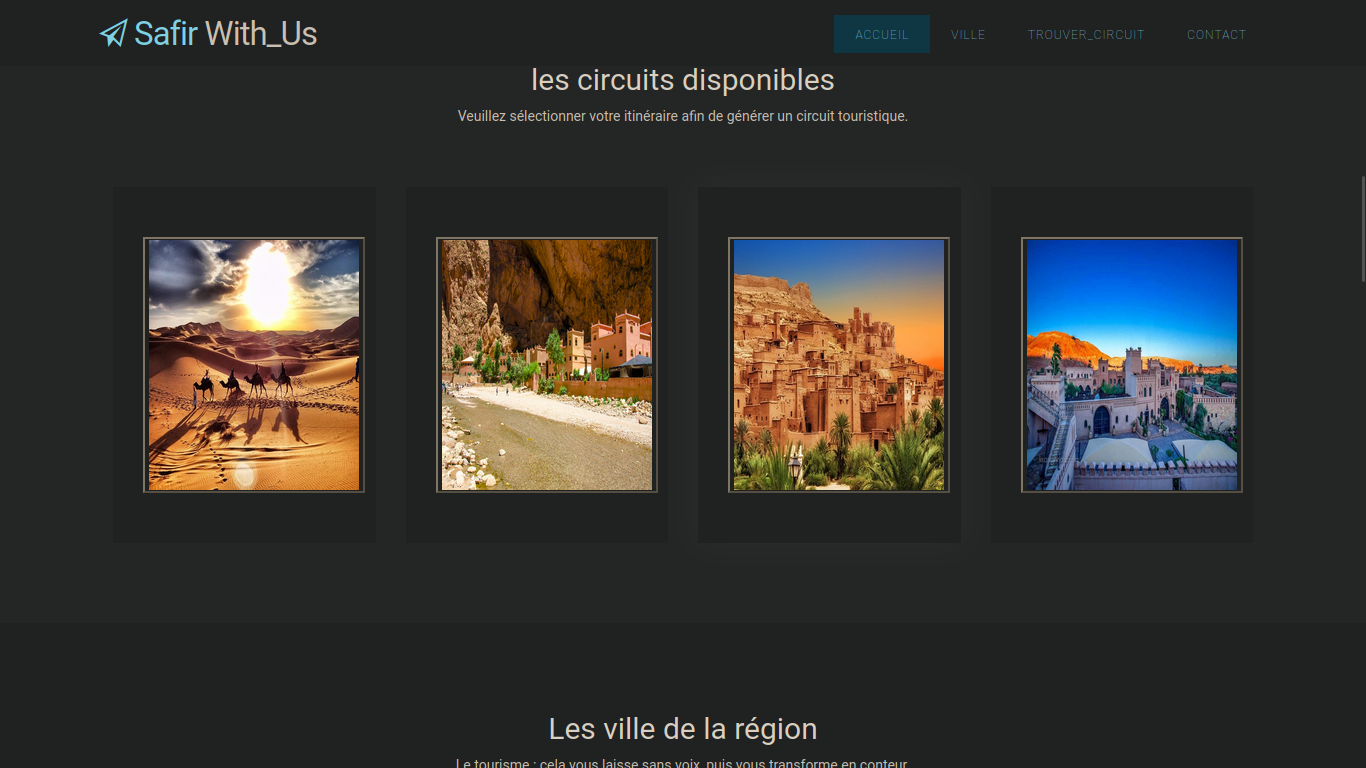 Safir With_Us
ACCUEIL
VILLE
TROUVER_CIRCUIT
CONTACT
les circuits disponibles
Veuillez sélectionner votre itinéraire afin de générer un circuit touristique.
Les ville de la région
Le tourisme : cela vous laisse sans voix, puis vous transforme en conteur